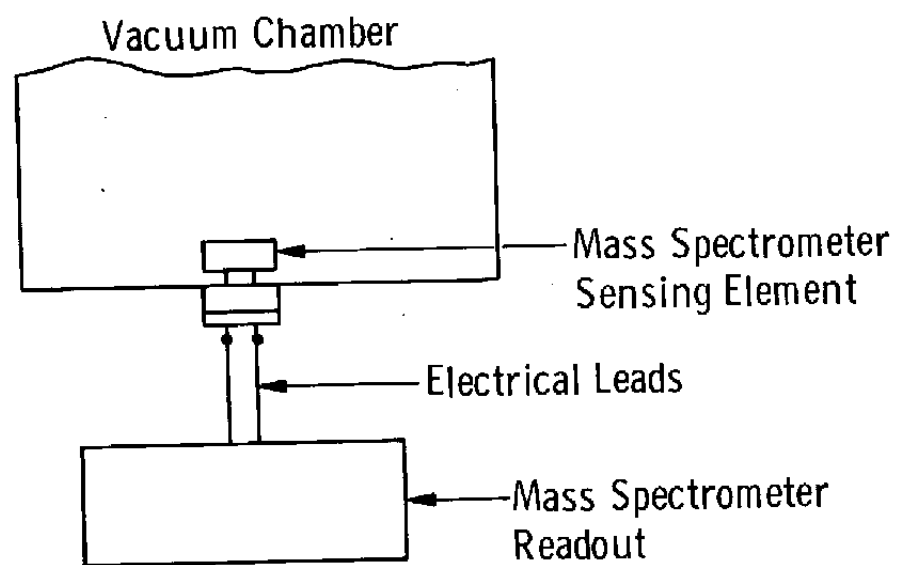 Vacuum Chamber
Mass Spectrometer
Sensing Element
Electrical Leads
Mass Spectrometer
Readout